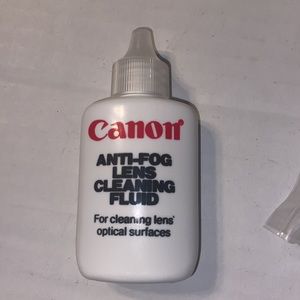 Canon
ANTI-FOG
LENS
CLEANING
FLUID
For cleaning lens'
optical surfaces